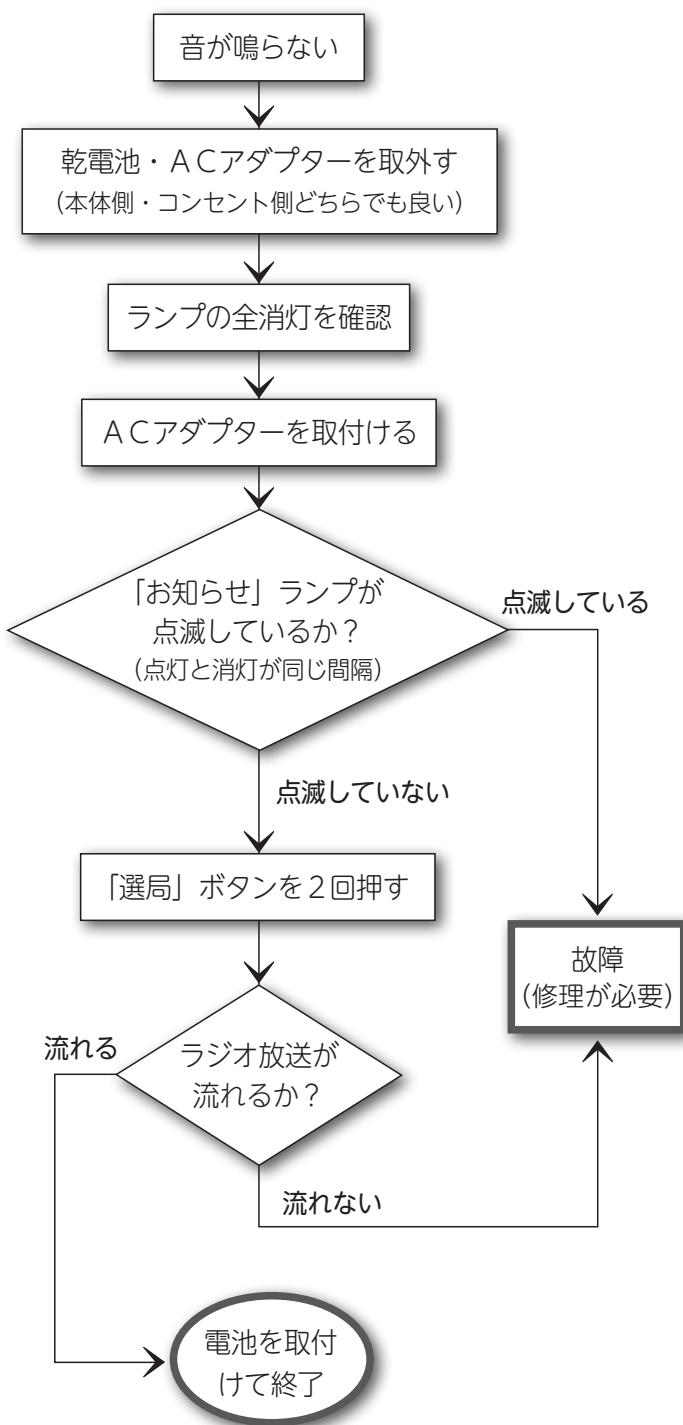 音が鳴らない
乾電池・ＡＣアダプターを取外す
（本体側・コンセント側どちらでも良い）
ランプの全消灯を確認
ＡＣアダプターを取付ける
「お知らせ」ランプが
点滅しているか？
（点灯と消灯が同じ間隔）
点滅している
点滅していない
「選局」ボタンを２回押す
故障
（修理が必要）
ラジオ放送が
流れるか？
流れる
流れない
電池を取付
けて終了